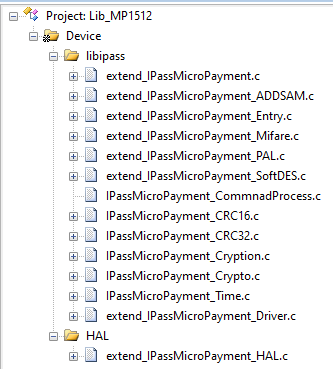 Project: Lib_MP1512
Device
libipass
extend_IPassMicroPayment.c
extend_IPassMicroPayment_ADDSAM.c
extend_IPassMicroPayment_Entry.c
extend_IPassMicroPayment_Mifare.c
extend_IPassMicroPayment_PAL.c
extend_IPassMicroPayment_SoftDES.c
IPassMicroPayment_CommnadProcess.c
IPassMicroPayment_CRC16.c
IPassMicroPayment_CRC32.c
IPassMicroPayment_Cryption.c
IPassMicroPayment_Crypto.c
IPassMicroPayment_Time.c
extend_IPassMicroPayment_Driver.c
HAL
extend_IPassMicroPayment_HAL.c